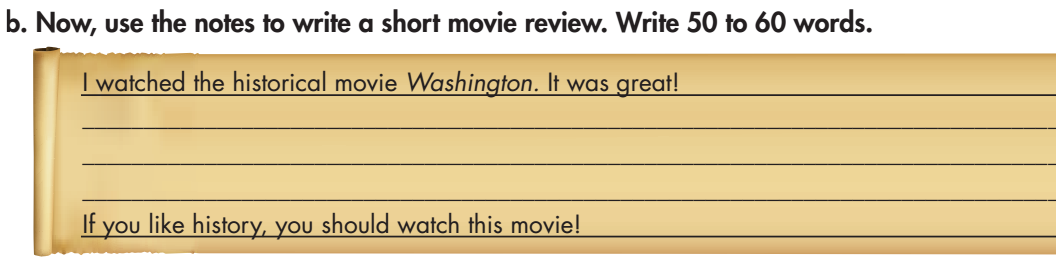 b. Now, use the notes to write a short movie review. Write 50 to 60 words.
I watched the historical movie Washington. It was great!
If you like history, you should watch this movie!